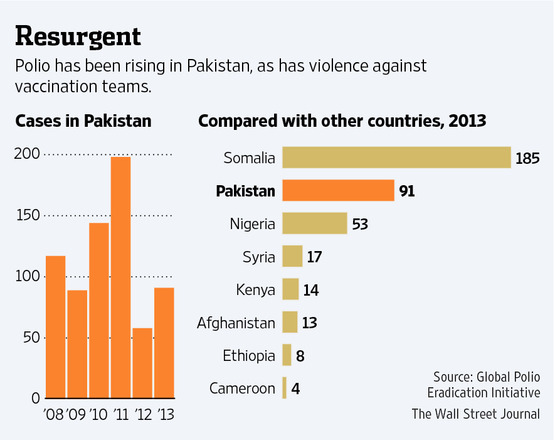 Resurgent
Polio has been rising in Pakistan, as has violence against
vaccination teams.
Cases in Pakistan
200
150
100
50
0
’08 ’09 ’10 ’11 ’12 ’13
Compared with other countries, 2013
Somalia 185
Pakistan 91
Nigeria 53
Syria 17
Kenya 14
Afghanistan 13
Ethiopia 8
Cameroon 4
Source: Global Polio
Eradication Initiative
The Wall Street Journal